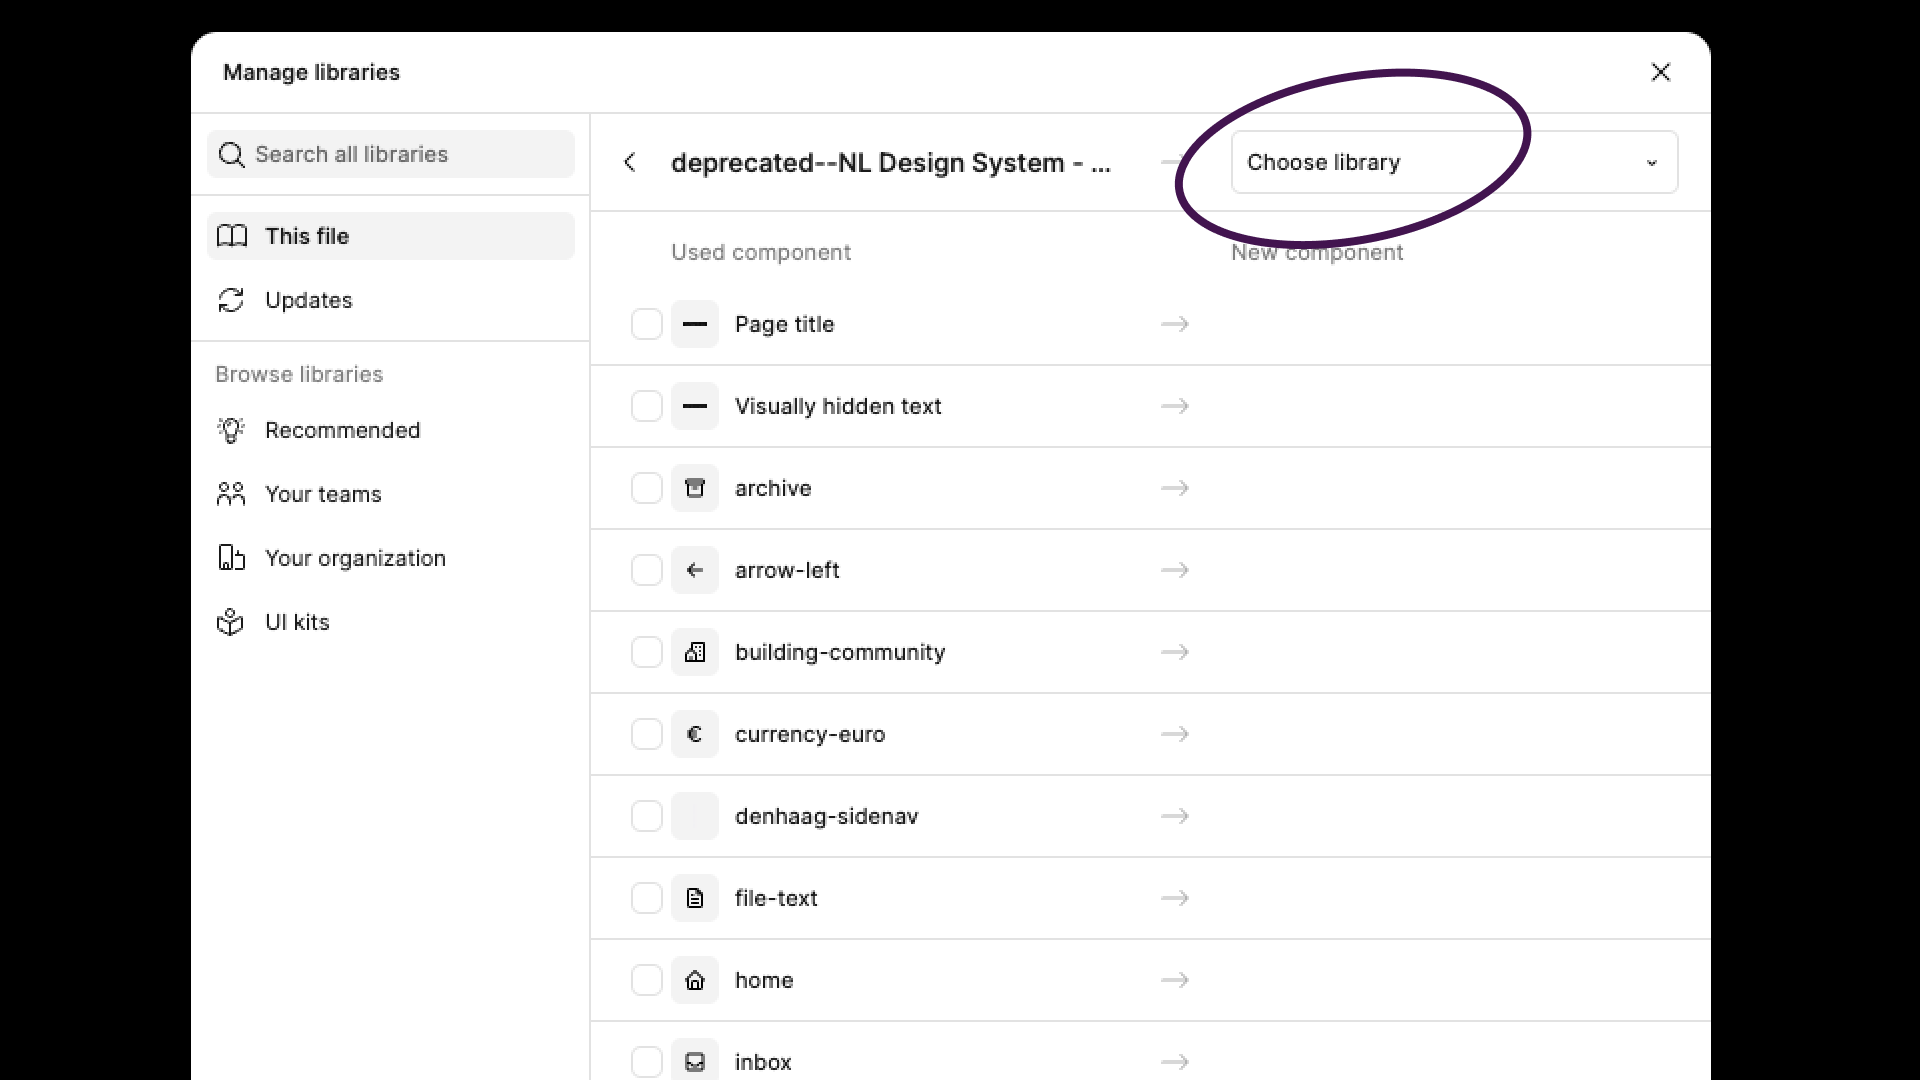 Manage libraries
Search all libraries
This file
Updates
Browse libraries
Recommended
Your teams
Your organization
UI kits
deprecated--NL Design System - ...
Choose library
Used component
New component
Page title
Visually hidden text
archive
arrow-left
building-community
currency-euro
denhaag-sidenav
file-text
home
inbox